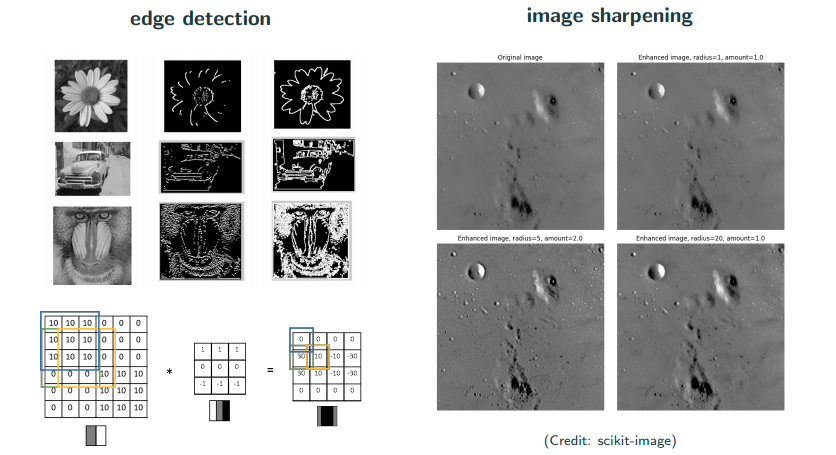 edge detection
10 10 10 0 0 0
10 10 10 0 0 0
10 10 10 0 0 0
0 0 0 10 10 10
0 0 0 10 10 10
0 0 0 10 10 10
*
1 1 1
0 0 0
-1 -1 -1
=
0 0 0 0
30 10 -10 -30
30 10 -10 -30
0 0 0 0
image sharpening
Original image
Enhanced image, radius=1, amount=1.0
Enhanced image, radius=5, amount=2.0
Enhanced image, radius=20, amount=1.0
(Credit: scikit-image)